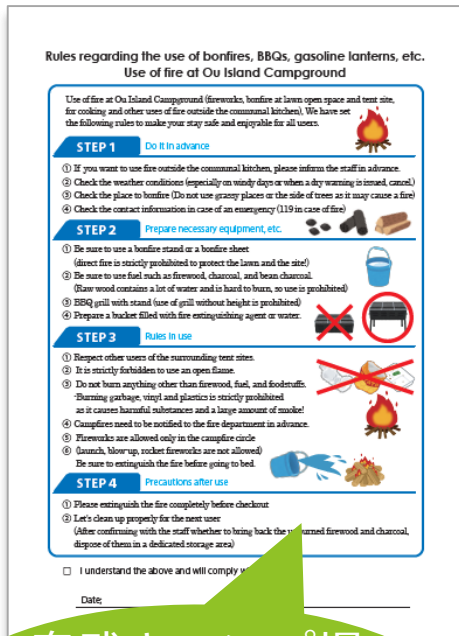 Rules regarding the use of bonfires, BBQs, gasoline lanterns, etc.
Use of fire at Ou Island Campground
Use of fire at Ou Island Campground (fireworks, bonfire at lawn open space and tent site,
for cooking and other uses of fire outside the communal kitchen), We have set
the following rules to make your stay safe and enjoyable for all users.
STEP 1 Do it in advance
① If you want to use fire outside the communal kitchen, please inform the staff in advance.
② Check the weather conditions (especially on windy days or when a dry warning is issued, cancel.)
③ Check the place to bonfire (Do not use grassy places or the side of trees as it may cause a fire)
④ Check the contact information in case of an emergency (119 in case of fire)
STEP 2 Prepare necessary equipment, etc.
① Be sure to use a bonfire stand or a bonfire sheet
(direct fire is strictly prohibited to protect the lawn and the site!)
② Be sure to use fuel such as firewood, charcoal, and bean charcoal.
(Raw wood contains a lot of water and is hard to burn, so use is prohibited)
③ BBQ grill with stand (use of grill without height is prohibited)
④ Prepare a bucket filled with fire extinguishing agent or water.
STEP 3 Rules in use
① Respect other users of the surrounding tent sites.
② It is strictly forbidden to use an open flame.
③ Do not burn anything other than firewood, fuel, and foodstuffs.
·Burning garbage, vinyl and plastics is strictly prohibited
as it causes harmful substances and a large amount of smoke!
④ Campfires need to be notified to the fire department in advance.
⑤ Fireworks are allowed only in the campfire circle
⑥ (launch, blow-up, rocket fireworks are not allowed)
Be sure to extinguish the fire before going to bed.
STEP 4 Precautions after use
① Please extinguish the fire completely before checkout
② Let's clean up properly for the next user
(After confirming with the staff whether to bring back the unburned firewood and charcoal,
dispose of them in a dedicated storage area)
□ I understand the above and will comply
Date;